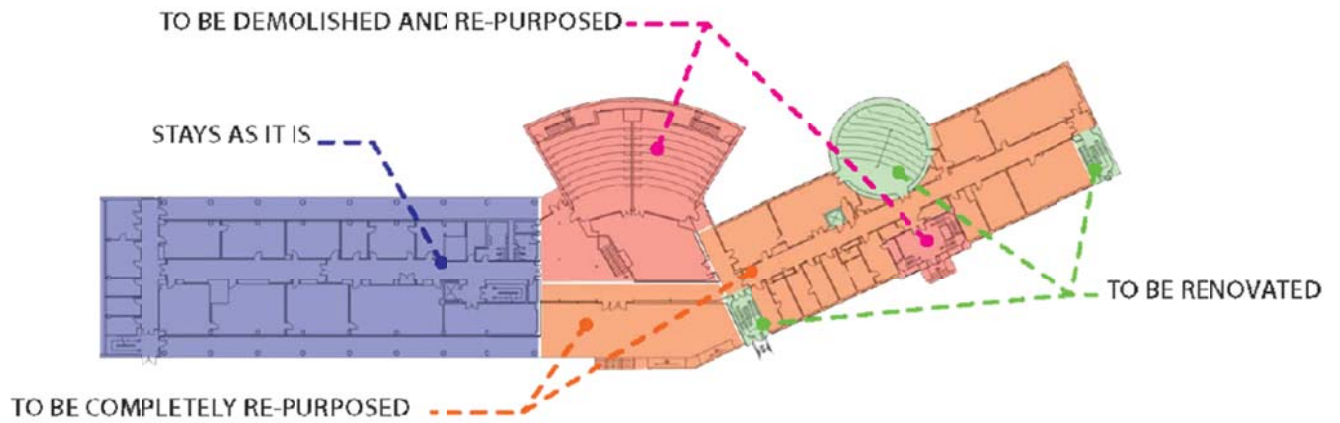 TO BE DEMOLISHED AND RE-PURPOSED
STAYS AS IT IS
TO BE RENOVATED
TO BE COMPLETELY RE-PURPOSED